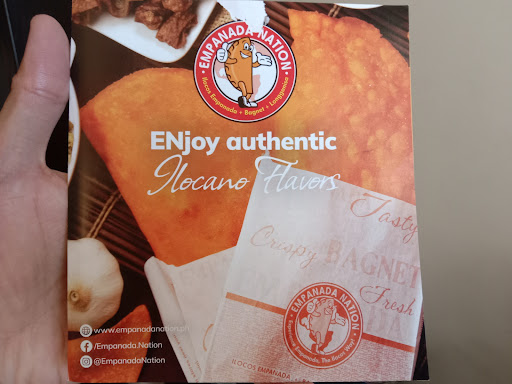 EMPANADA NATION
Ilocos Empanada • Bagnet • Longganisa
ENjoy authentic
Ilocano Flavors
Tasty
Crispy BAGNET
Fresh
EMPANADA NATION
www.empanadanation.ph
/Empanada.Nation
@EmpanadaNation
ILOCOS EMPANADA